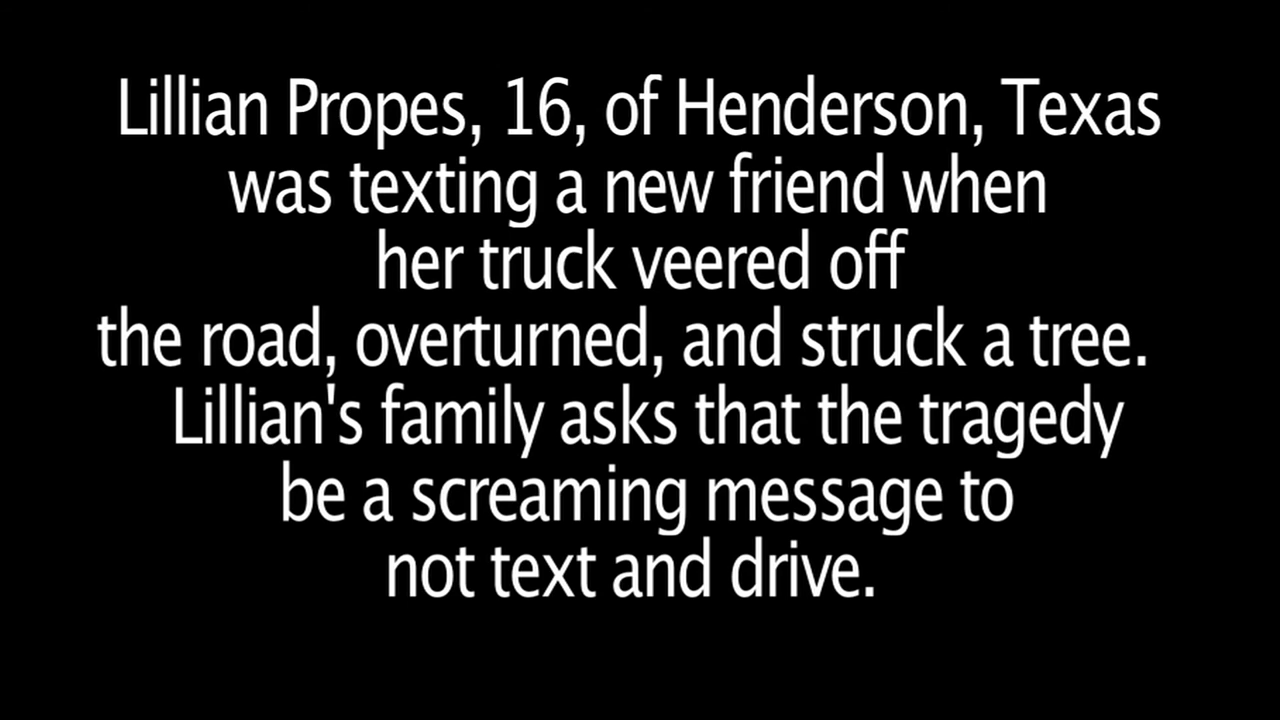 Lillian Propes, 16, of Henderson, Texas
was texting a new friend when
her truck veered off
the road, overturned, and struck a tree.
Lillian's family asks that the tragedy
be a screaming message to
not text and drive.